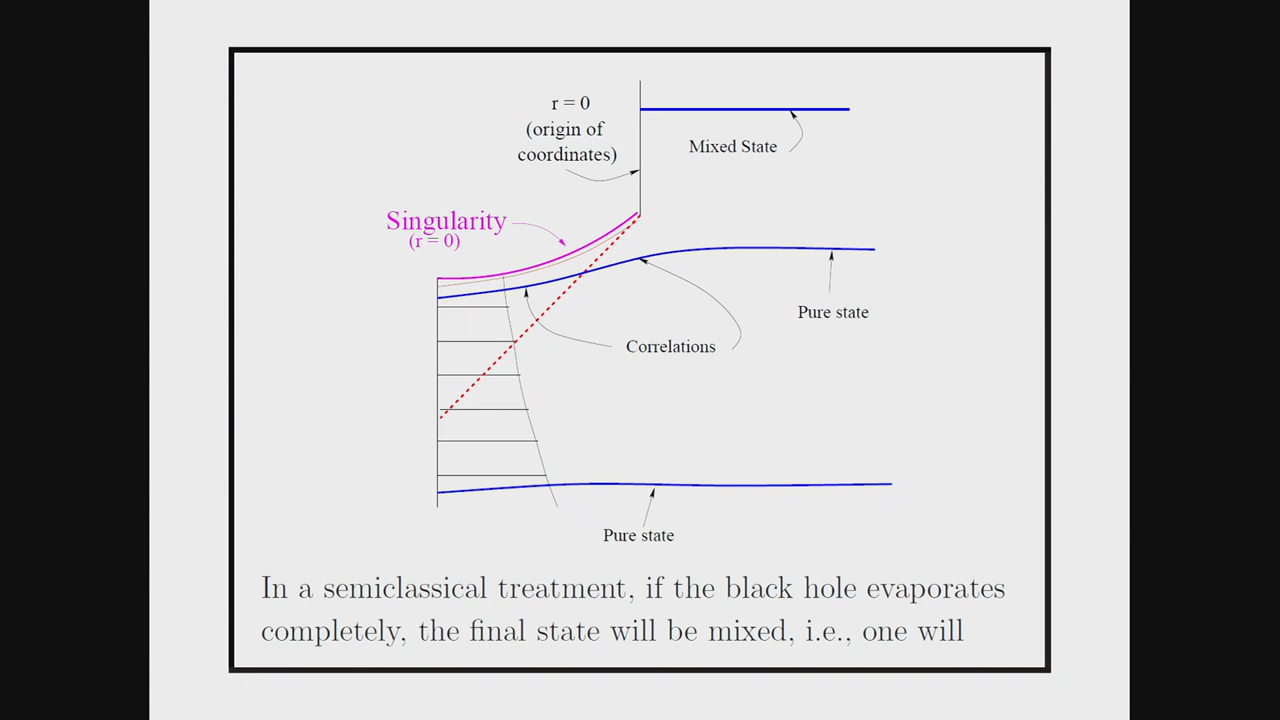 r = 0
(origin of
coordinates)
Mixed State
Singularity
(r = 0)
Pure state
Correlations
Pure state
In a semiclassical treatment, if the black hole evaporates
completely, the final state will be mixed, i.e., one will